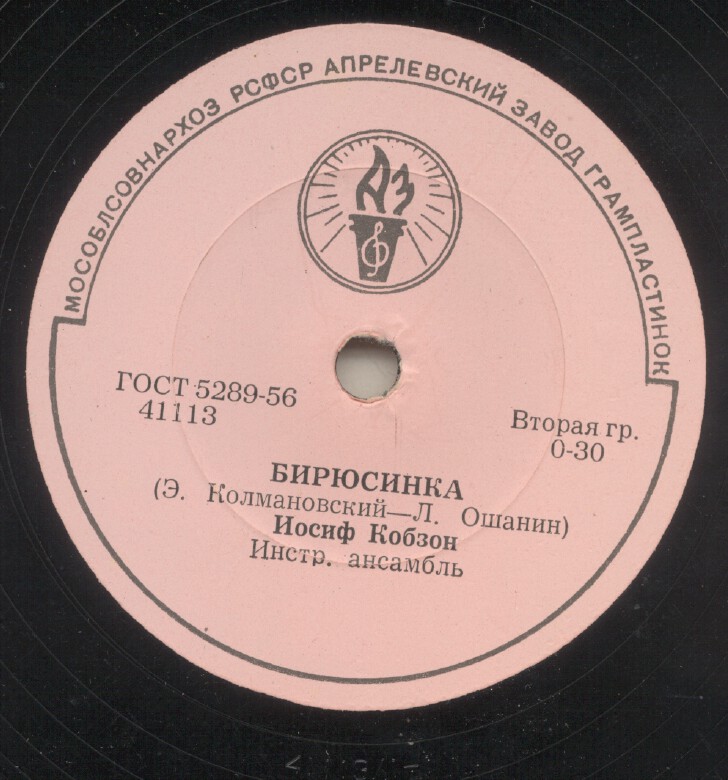 МОСОБЛСОВНАРХОЗ РСФСР АПРЕЛЕВСКИЙ ЗАВОД ГРАМПЛАСТИНОК
АЗ
ГОСТ 5289-56
41113
Вторая гр.
0-30
БИРЮСИНКА
(Э. Колмановский—Л. Ошанин)
Иосиф Кобзон
Инстр. ансамбль